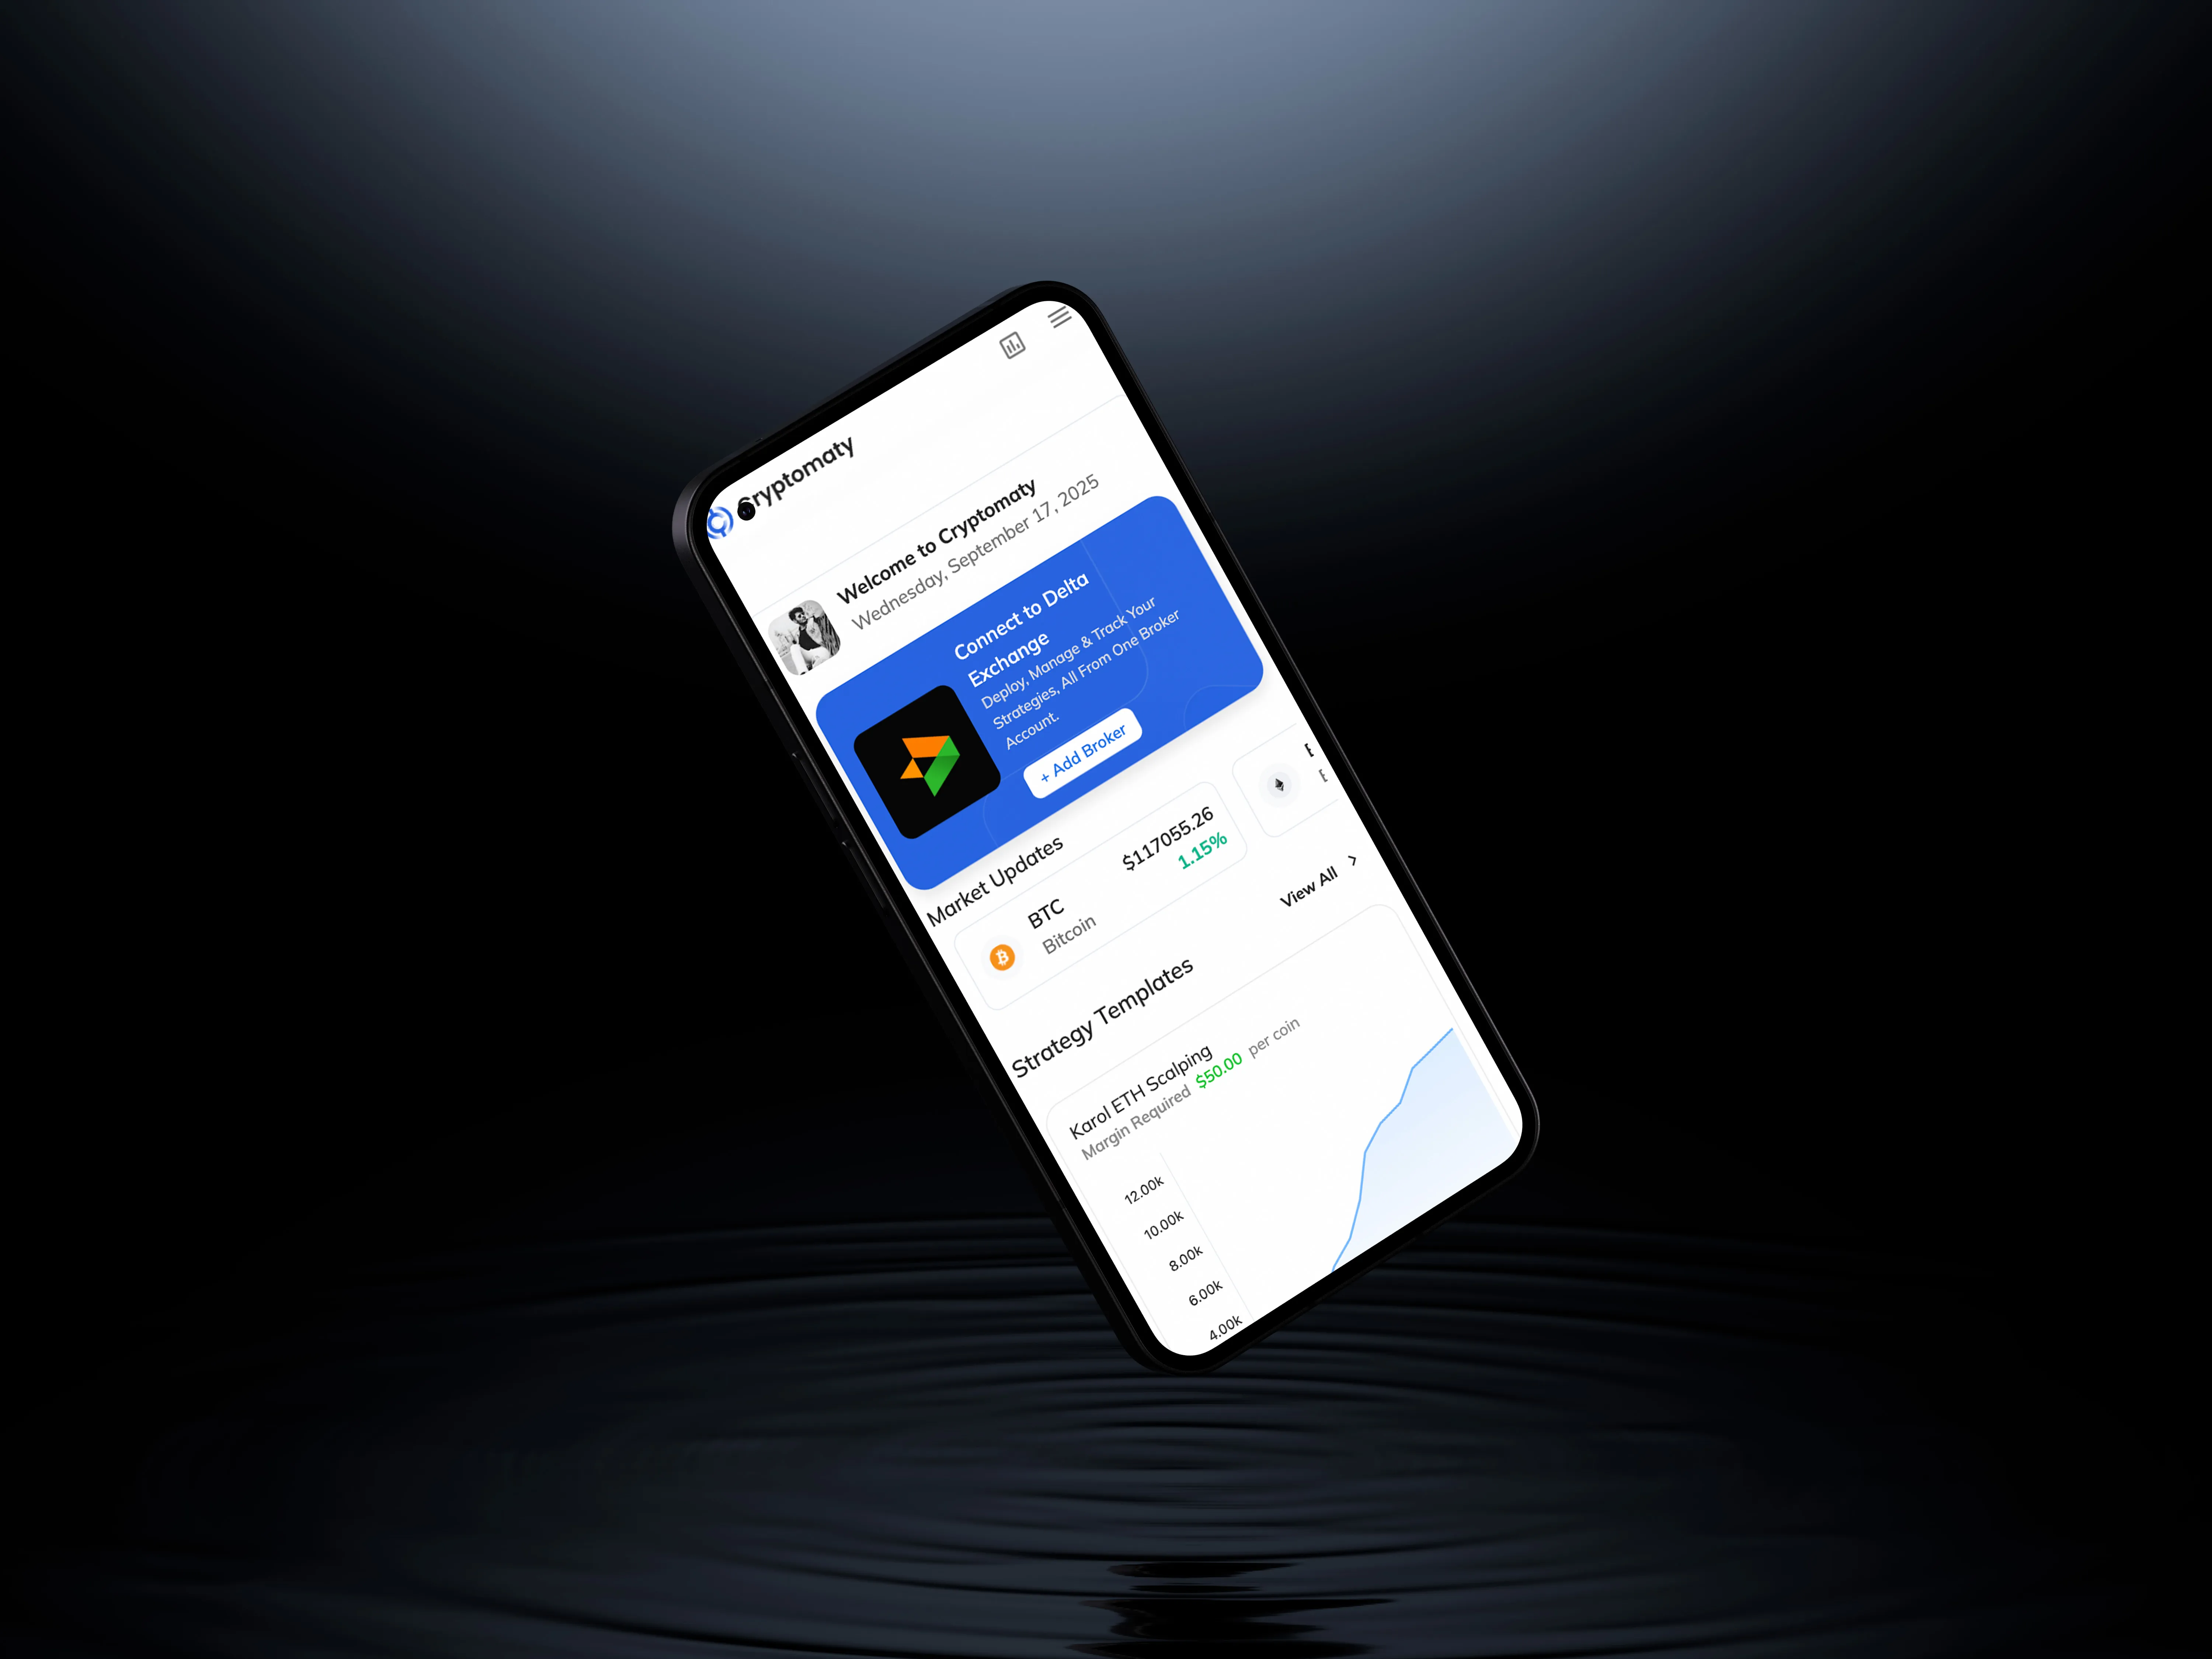 Cryptomaty
Welcome to Cryptomaty
Wednesday, September 17, 2025
Connect to Delta
Exchange
Deploy, Manage & Track Your
Strategies, All From One Broker
Account.
+ Add Broker
Market Updates
BTC
Bitcoin
$117055.26
1.15%
Strategy Templates
View All
Karol ETH Scalping
Margin Required $50.00 per coin
12.00k
10.00k
8.00k
6.00k
4.00k